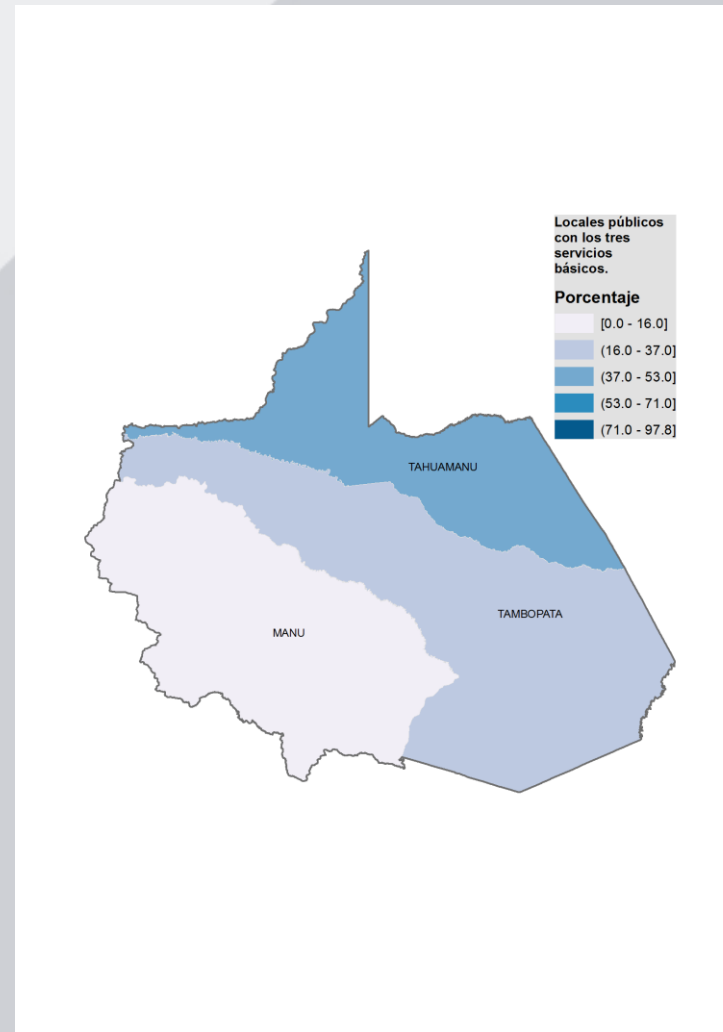 Locales públicos
con los tres
servicios
básicos.
Porcentaje
[0.0 - 16.0]
(16.0 - 37.0]
(37.0 - 53.0]
(53.0 - 71.0]
(71.0 - 97.8]
TAHUAMANU
TAMBOPATA
MANU